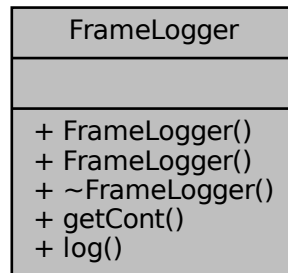 FrameLogger
+ FrameLogger()
+ FrameLogger()
+ ~FrameLogger()
+ getCont()
+ log()